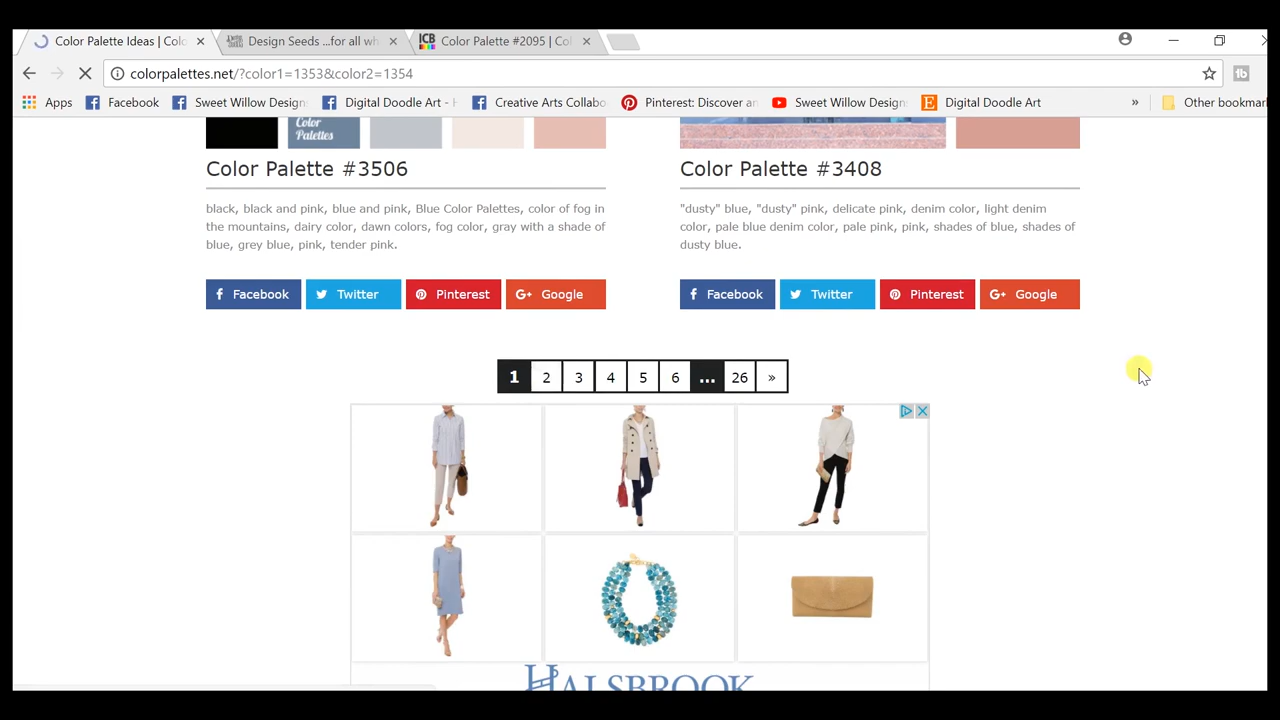 Color Palette Ideas | Colo
Design Seeds ...for all wh
ICB
Color Palette #2095 | Co
colorpalettes.net/?color1=1353&color2=1354
Apps
Facebook
Sweet Willow Design
Digital Doodle Art - H
Creative Arts Collabo
Pinterest: Discover an
Sweet Willow Design
Digital Doodle Art
»
Other bookmar
Color
Palettes
Color Palette #3506
black, black and pink, blue and pink, Blue Color Palettes, color of fog in
the mountains, dairy color, dawn colors, fog color, gray with a shade of
blue, grey blue, pink, tender pink.
Facebook
Twitter
Pinterest
Google
Color Palette #3408
"dusty" blue, "dusty" pink, delicate pink, denim color, light denim
color, pale blue denim color, pale pink, pink, shades of blue, shades of
dusty blue.
Facebook
Twitter
Pinterest
Google
1 2 3 4 5 6 ... 26 »
HALSBROOK